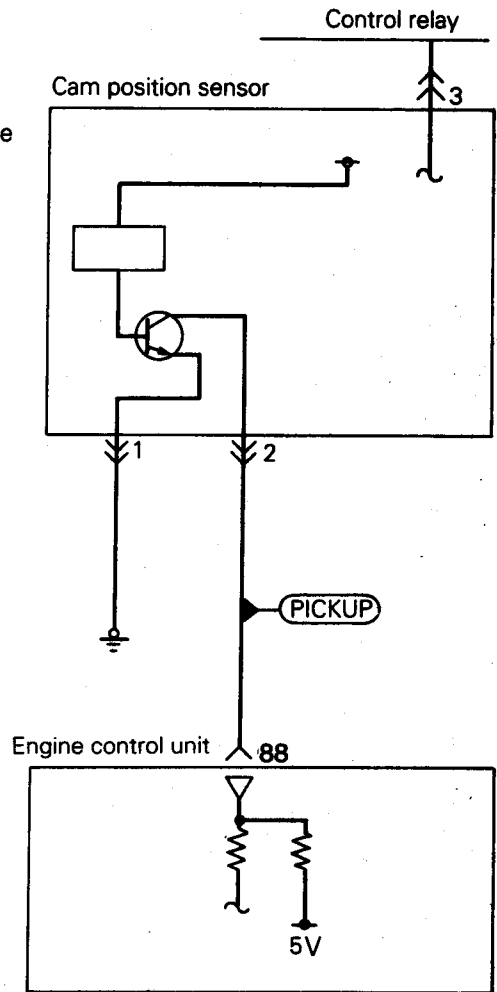 Control relay
3
Cam position sensor
e
1
2
PICKUP
Engine control unit
88
5V